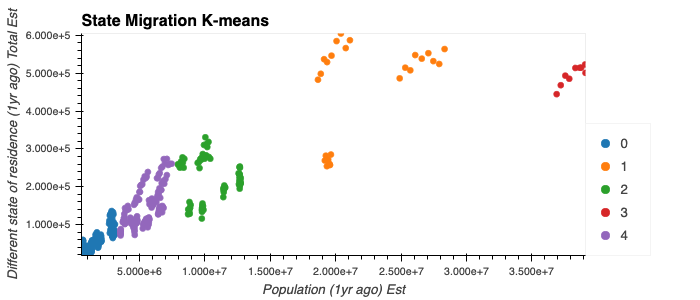 State Migration K-means
Different state of residence (1yr ago) Total Est
6.000e+5
5.000e+5
4.000e+5
3.000e+5
2.000e+5
1.000e+5
5.000e+6 1.000e+7 1.500e+7 2.000e+7 2.500e+7 3.000e+7 3.500e+7
Population (1yr ago) Est
0
1
2
3
4